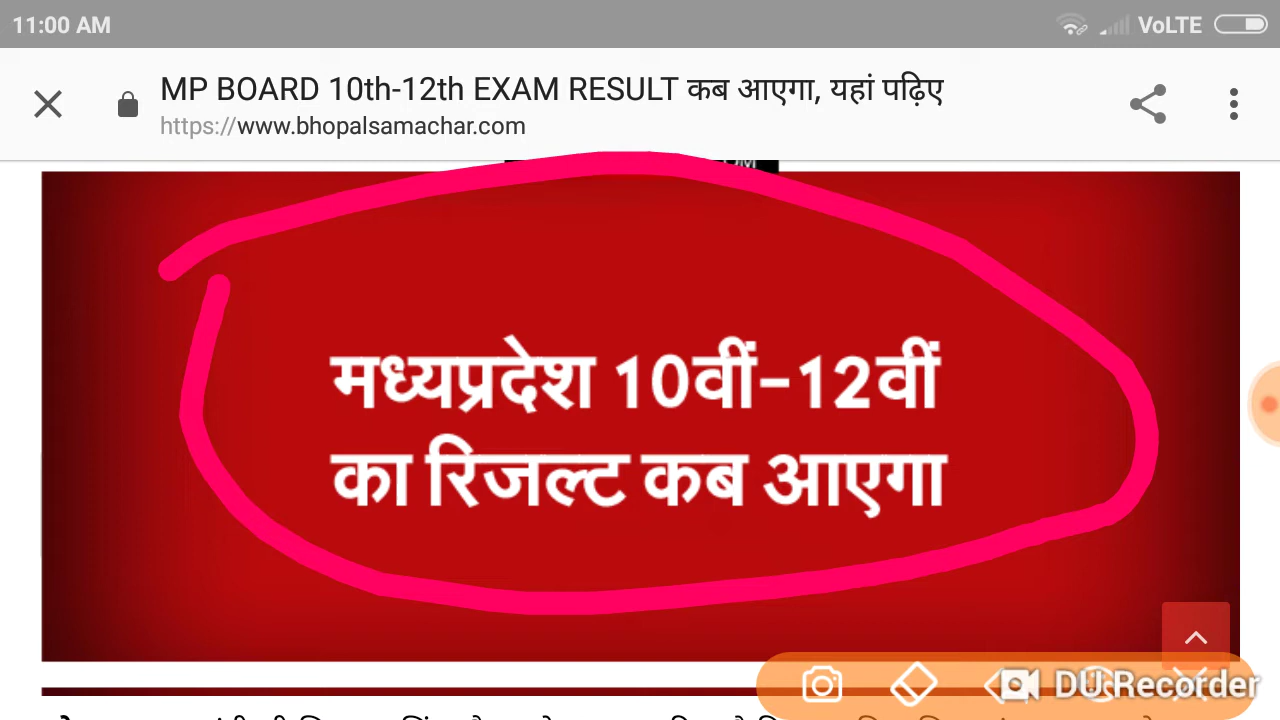 11:00 AM VoLTE
MP BOARD 10th-12th EXAM RESULT कब आएगा, यहां पढ़िए
https://www.bhopalsamachar.com
मध्यप्रदेश 10वीं-12वीं
का रिजल्ट कब आएगा
DU Recorder